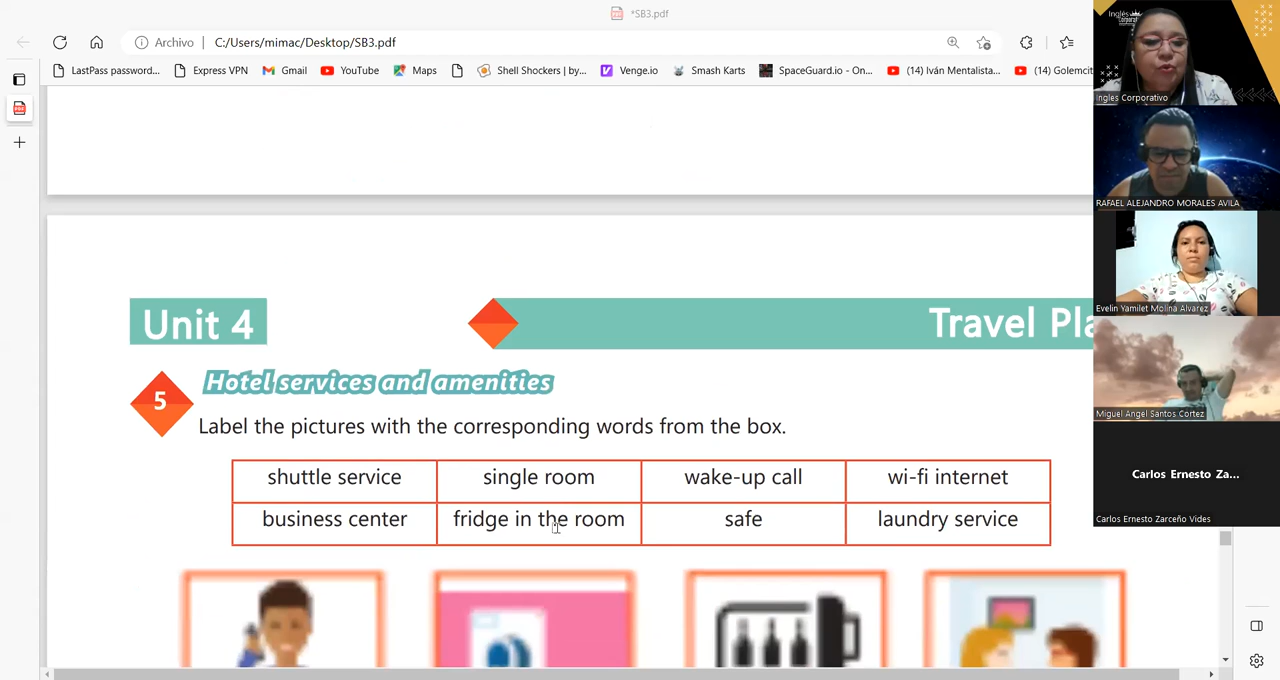 *SB3.pdf
Archivo C:/Users/mimac/Desktop/SB3.pdf
LastPass password... Express VPN Gmail YouTube Maps Shell Shockers | by... Venge.io Smash Karts SpaceGuard.io - On... (14) Iván Mentalista... (14) Golemcit
Inglés
Corporat
Ingles Corporativo
RAFAEL ALEJANDRO MORALES AVILA
Evelin Yamilet Molina Alvarez
Miguel Angel Santos Cortez
Carlos Ernesto Za...
Carlos Ernesto Zarceño Vides
Unit 4 Travel Pla
5 Hotel services and amenities
Label the pictures with the corresponding words from the box.
shuttle service single room wake-up call wi-fi internet
business center fridge in the room safe laundry service